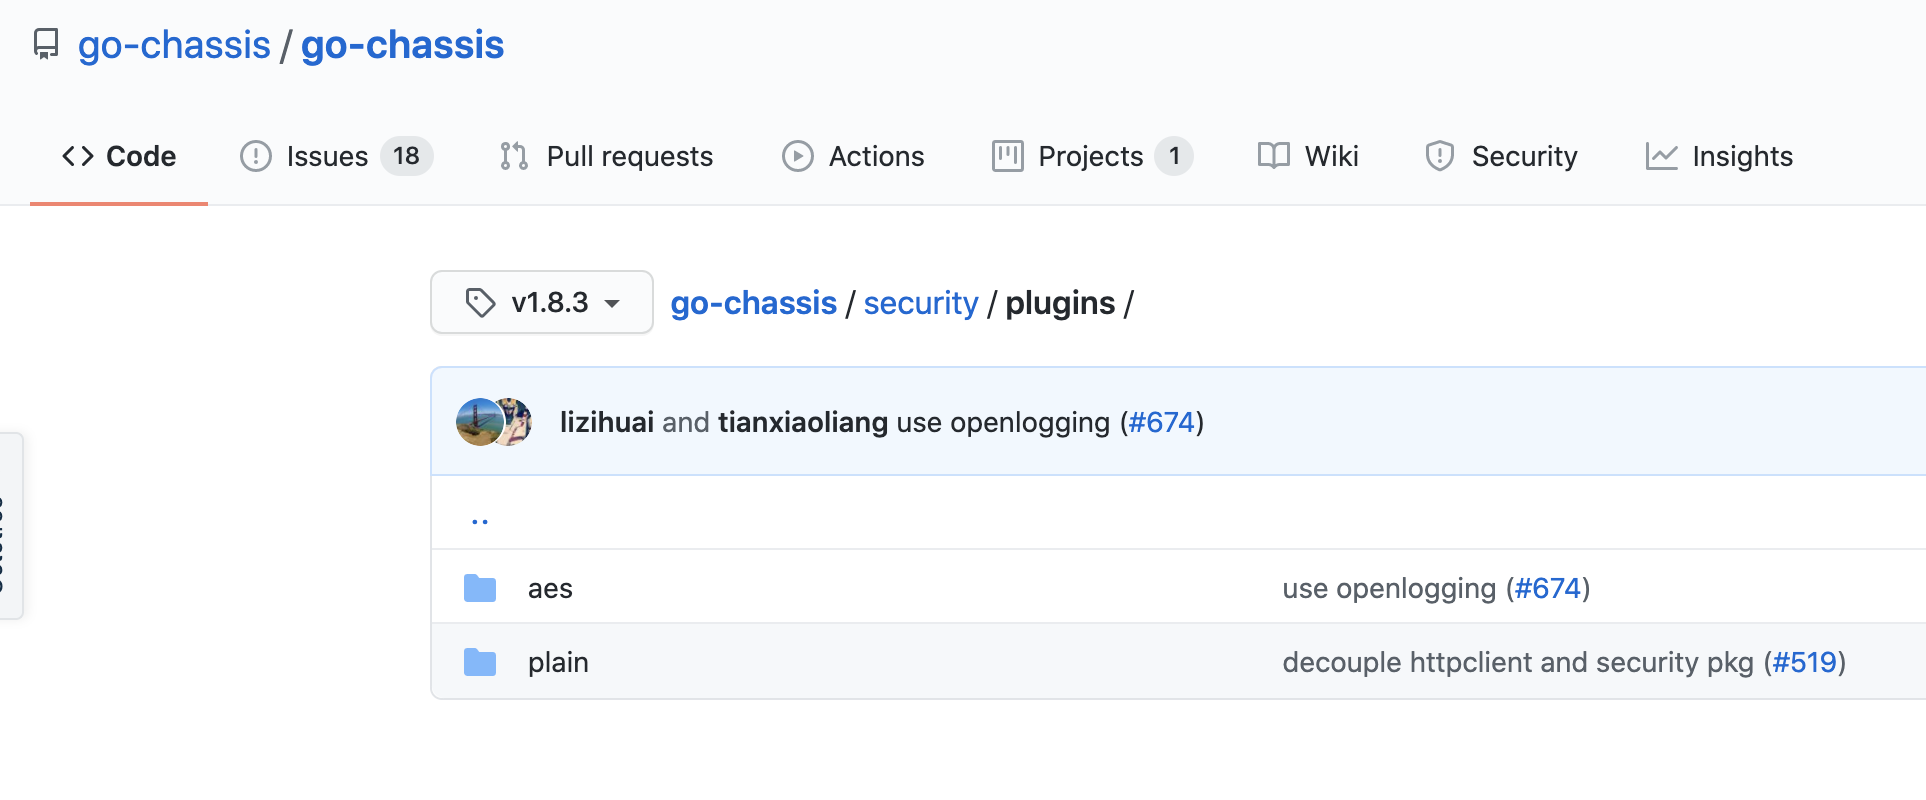 go-chassis / go-chassis
Code Issues 18 Pull requests Actions Projects 1 Wiki Security Insights
v1.8.3 go-chassis / security / plugins /
lizihuai and tianxiaoliang use openlogging (#674)
..
aes use openlogging (#674)
plain decouple httpclient and security pkg (#519)